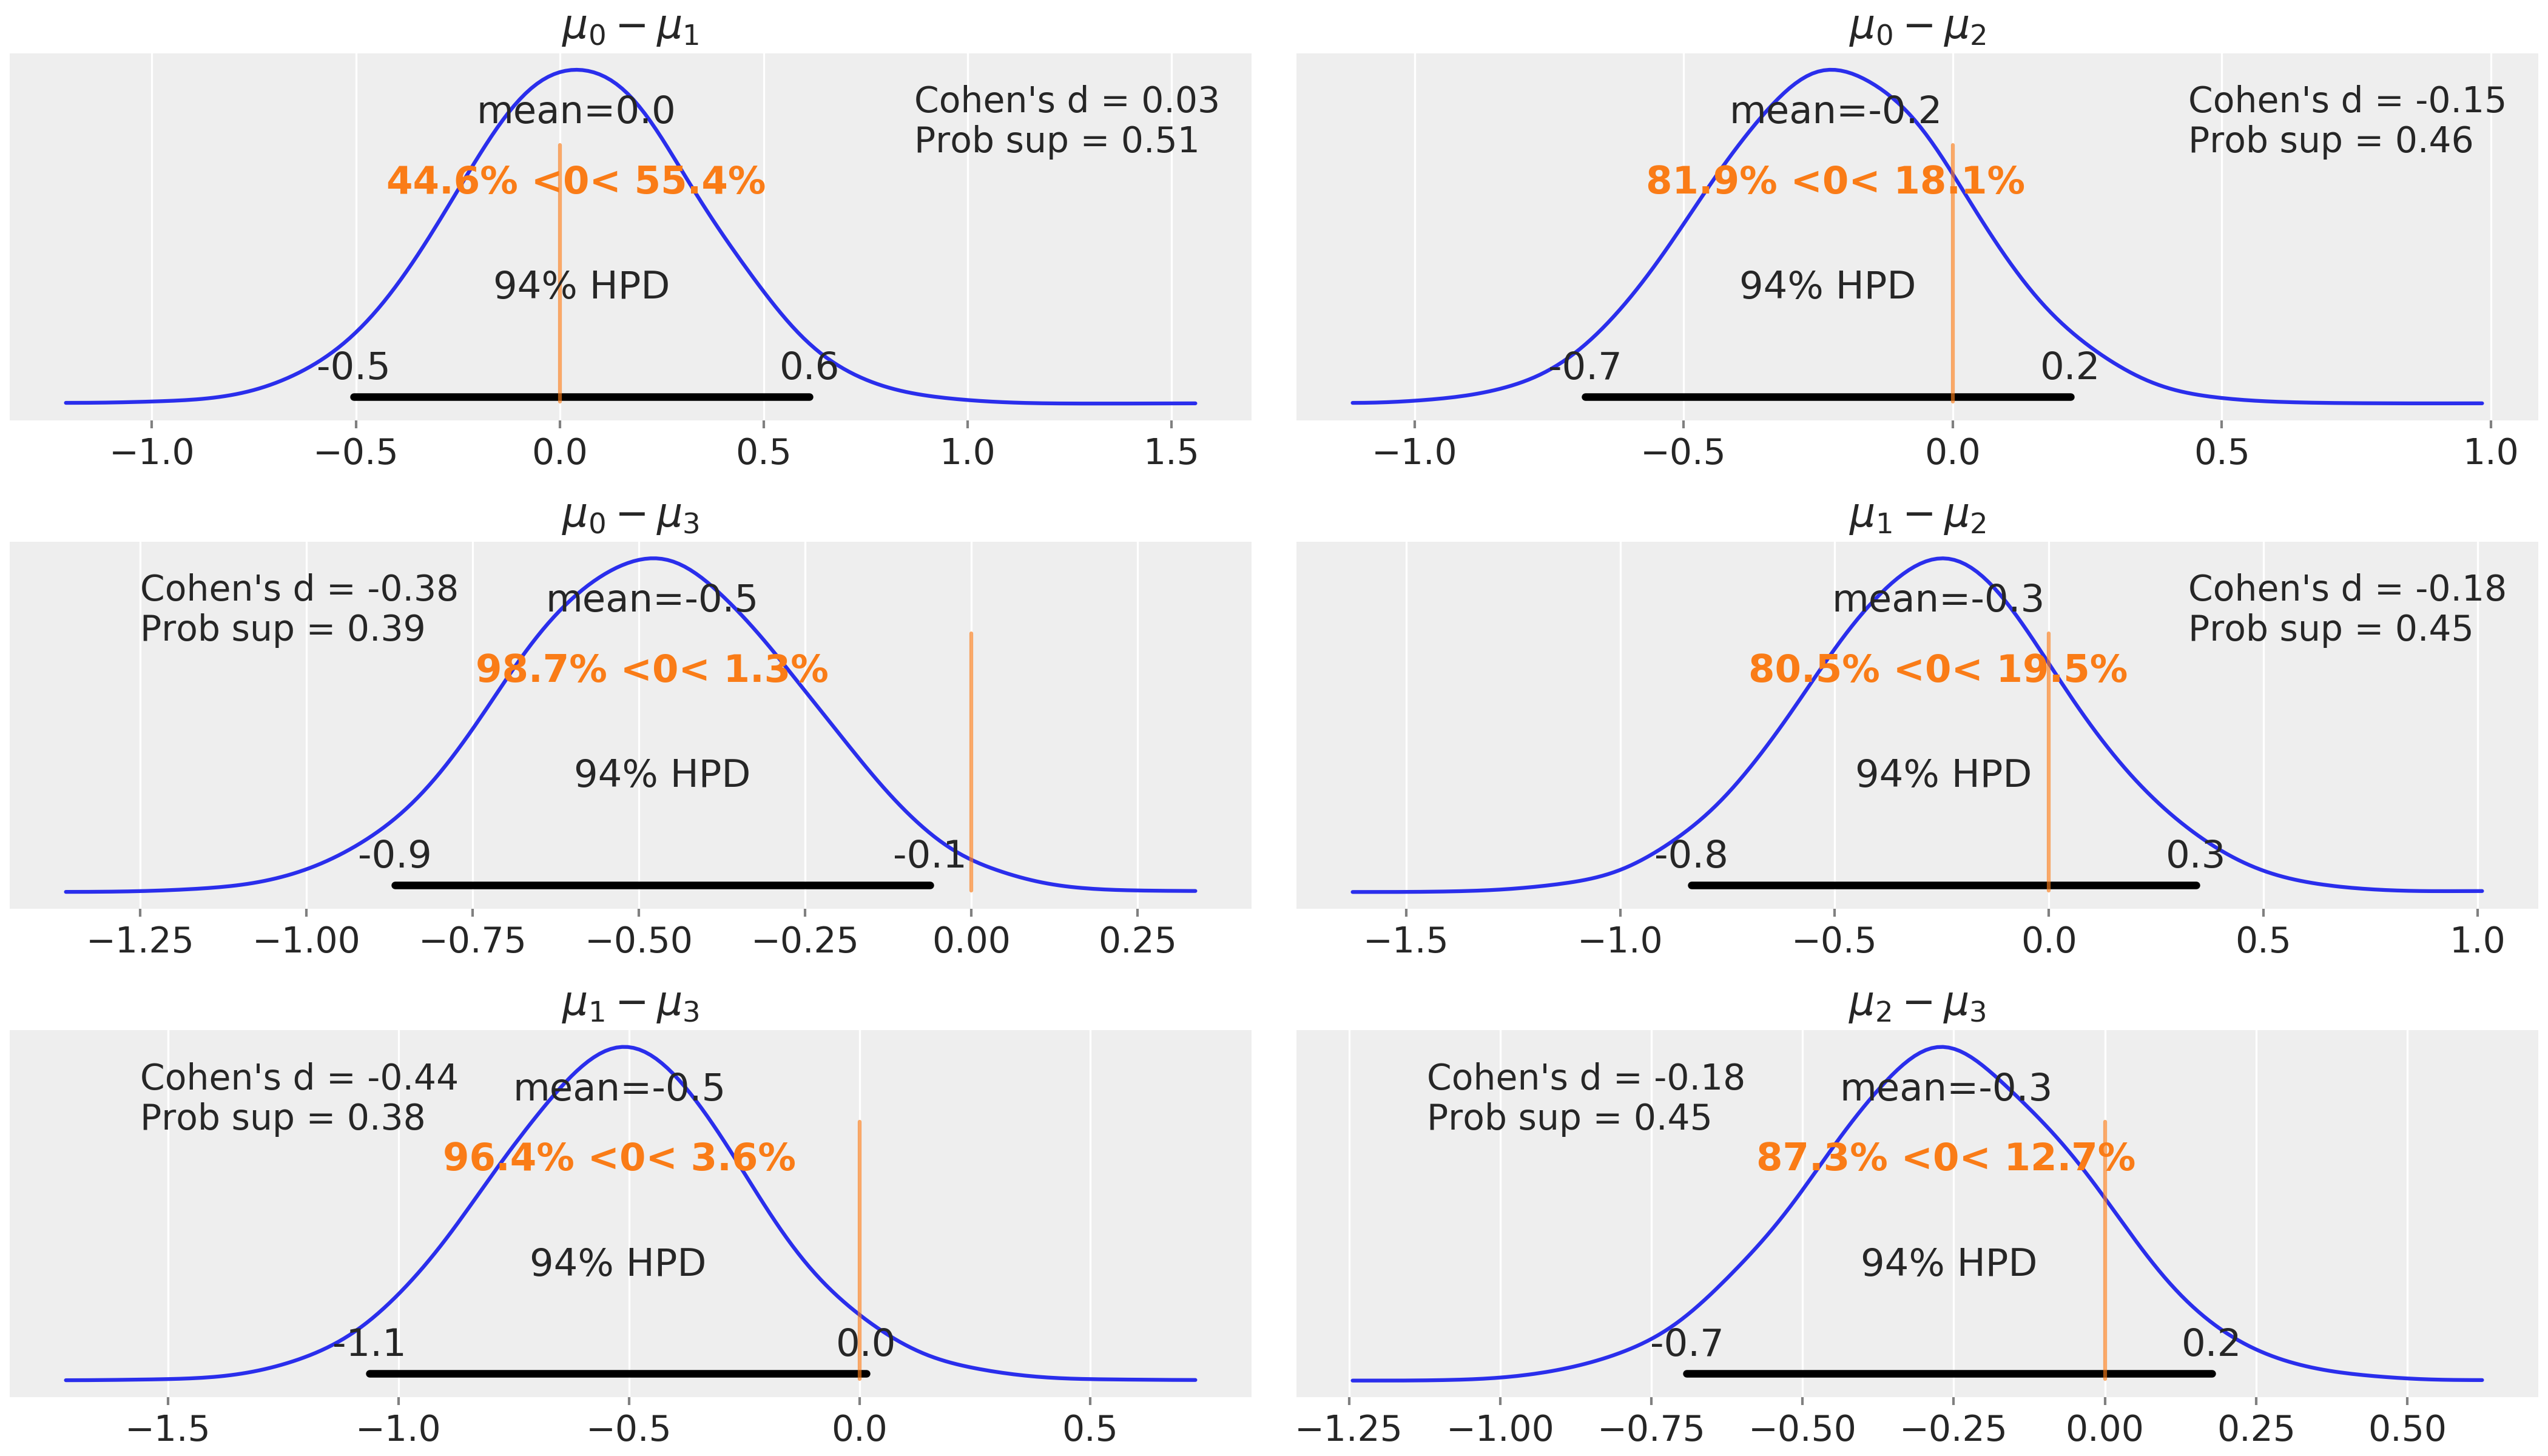 μ₀ − μ₁
mean=0.0
Cohen's d = 0.03
Prob sup = 0.51
44.6% <0< 55.4%
94% HPD
-0.5 0.6
−1.0 −0.5 0.0 0.5 1.0 1.5
μ₀ − μ₂
mean=-0.2
Cohen's d = -0.15
Prob sup = 0.46
81.9% <0< 18.1%
94% HPD
-0.7 0.2
−1.0 −0.5 0.0 0.5 1.0
μ₀ − μ₃
Cohen's d = -0.38
Prob sup = 0.39
mean=-0.5
98.7% <0< 1.3%
94% HPD
-0.9 -0.1
−1.25 −1.00 −0.75 −0.50 −0.25 0.00 0.25
μ₁ − μ₂
mean=-0.3
Cohen's d = -0.18
Prob sup = 0.45
80.5% <0< 19.5%
94% HPD
-0.8 0.3
−1.5 −1.0 −0.5 0.0 0.5 1.0
μ₁ − μ₃
Cohen's d = -0.44
Prob sup = 0.38
mean=-0.5
96.4% <0< 3.6%
94% HPD
-1.1 0.0
−1.5 −1.0 −0.5 0.0 0.5
μ₂ − μ₃
Cohen's d = -0.18
Prob sup = 0.45
mean=-0.3
87.3% <0< 12.7%
94% HPD
-0.7 0.2
−1.25 −1.00 −0.75 −0.50 −0.25 0.00 0.25 0.50